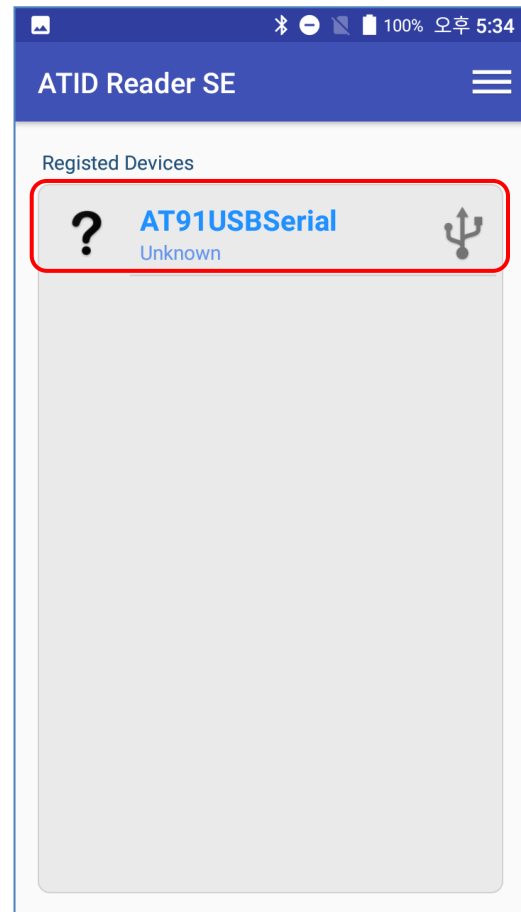 100% 오후 5:34
ATID Reader SE
Registed Devices
? AT91USBSerial
Unknown